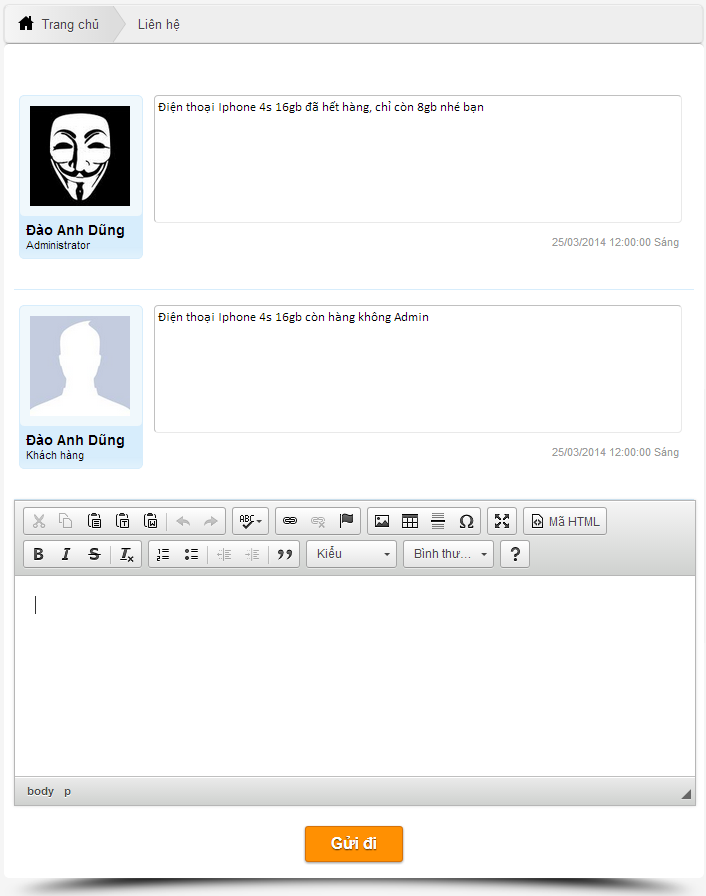 Trang chủ Liên hệ
Điện thoại Iphone 4s 16gb đã hết hàng, chỉ còn 8gb nhé bạn
Đào Anh Dũng
Administrator
25/03/2014 12:00:00 Sáng
Điện thoại Iphone 4s 16gb còn hàng không Admin
Đào Anh Dũng
Khách hàng
25/03/2014 12:00:00 Sáng
ABC Ω Mã HTML
B I S Tx Kiểu Bình thư... ?
body p
Gửi đi